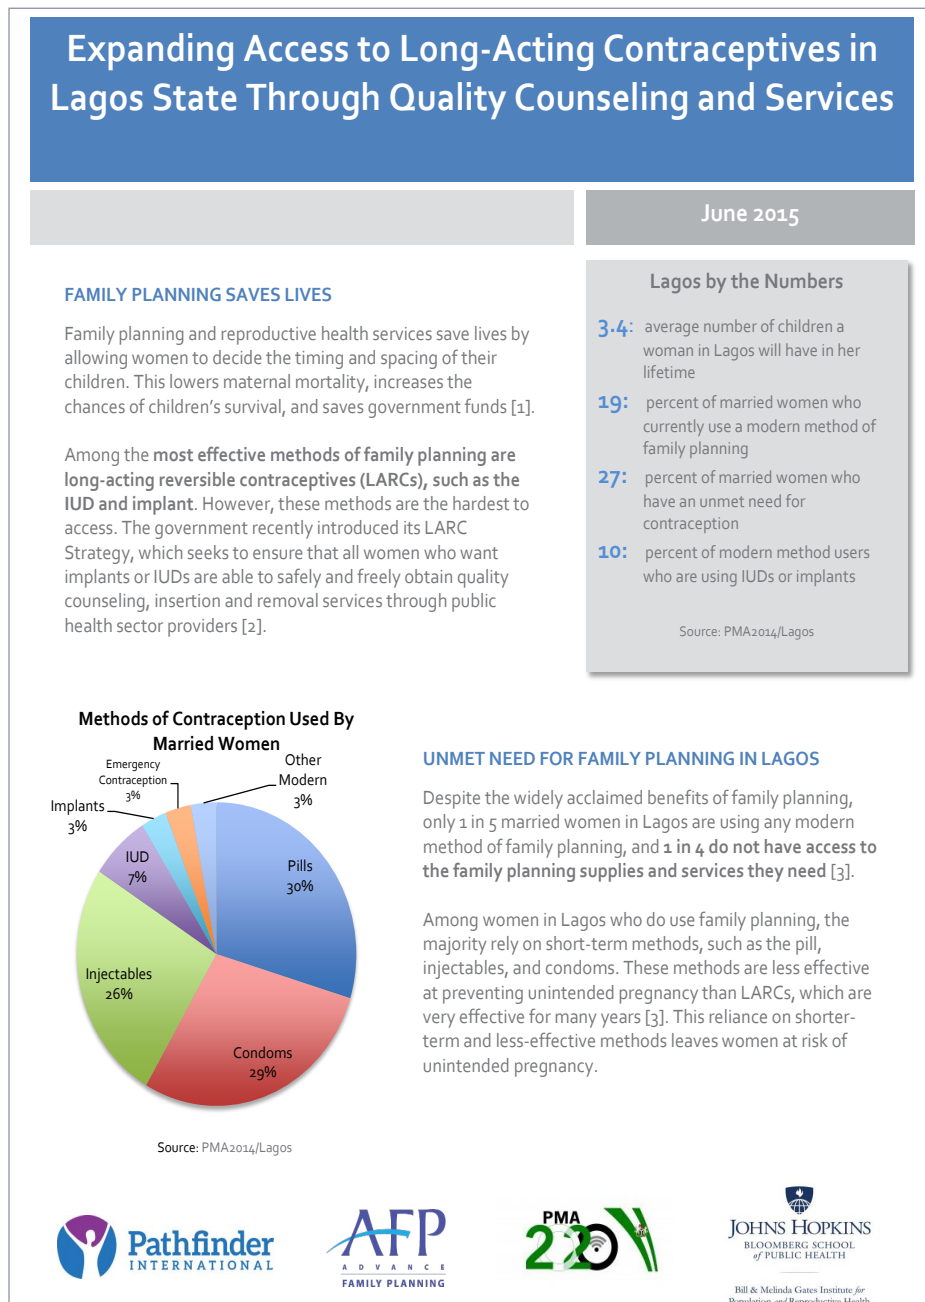 Expanding Access to Long-Acting Contraceptives in
Lagos State Through Quality Counseling and Services
June 2015
FAMILY PLANNING SAVES LIVES
Family planning and reproductive health services save lives by
allowing women to decide the timing and spacing of their
children. This lowers maternal mortality, increases the
chances of children's survival, and saves government funds [1].
Among the most effective methods of family planning are
long-acting reversible contraceptives (LARCs), such as the
IUD and implant. However, these methods are the hardest to
access. The government recently introduced its LARC
Strategy, which seeks to ensure that all women who want
implants or IUDs are able to safely and freely obtain quality
counseling, insertion and removal services through public
health sector providers [2].
Lagos by the Numbers
3.4: average number of children a
woman in Lagos will have in her
lifetime
19: percent of married women who
currently use a modern method of
family planning
27: percent of married women who
have an unmet need for
contraception
10: percent of modern method users
who are using IUDs or implants
Source: PMA2014/Lagos
Methods of Contraception Used By
Married Women
Emergency
Contraception
3%
Other
Modern
3%
Implants
3%
IUD
7%
Pills
30%
Injectables
26%
Condoms
29%
Source: PMA2014/Lagos
UNMET NEED FOR FAMILY PLANNING IN LAGOS
Despite the widely acclaimed benefits of family planning,
only 1 in 5 married women in Lagos are using any modern
method of family planning, and 1 in 4 do not have access to
the family planning supplies and services they need [3].
Among women in Lagos who do use family planning, the
majority rely on short-term methods, such as the pill,
injectables, and condoms. These methods are less effective
at preventing unintended pregnancy than LARCs, which are
very effective for many years [3]. This reliance on shorter-
term and less-effective methods leaves women at risk of
unintended pregnancy.
Pathfinder
INTERNATIONAL
AFP
ADVANCE
FAMILY PLANNING
PMA
2020
JOHNS HOPKINS
BLOOMBERG SCHOOL
of PUBLIC HEALTH
Bill & Melinda Gates Institute for
Population and Reproductive Health